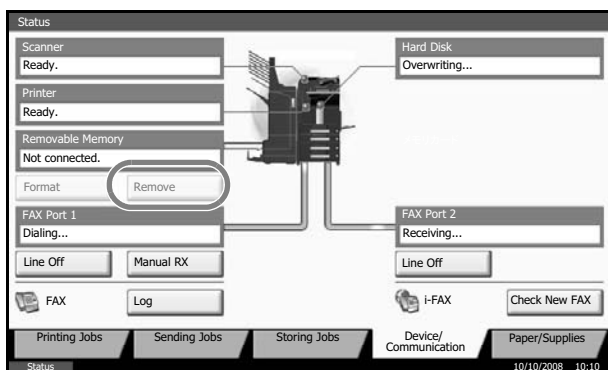 Status
Scanner
Ready.
Hard Disk
Overwriting...
Printer
Ready.
Removable Memory
Not connected.
Format
Remove
FAX Port 1
Dialing...
FAX Port 2
Receiving...
Line Off
Manual RX
Line Off
FAX
Log
i-FAX
Check New FAX
Printing Jobs
Sending Jobs
Storing Jobs
Device/
Communication
Paper/Supplies
Status
10/10/2008 10:10